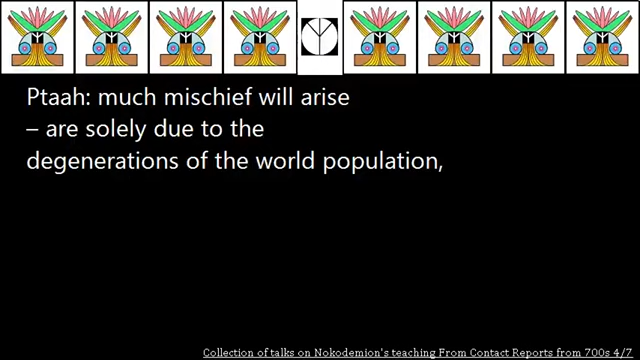 Ptaah: much mischief will arise
– are solely due to the
degenerations of the world population,
Collection of talks on Nokodemion's teaching From Contact Reports from 700s 4/7